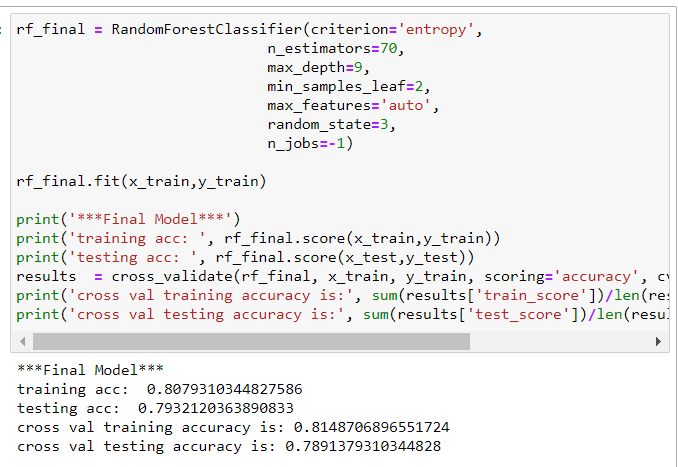 rf_final = RandomForestClassifier(criterion='entropy',
n_estimators=70,
max_depth=9,
min_samples_leaf=2,
max_features='auto',
random_state=3,
n_jobs=-1)
rf_final.fit(x_train,y_train)
print('***Final Model***')
print('training acc: ', rf_final.score(x_train,y_train))
print('testing acc: ', rf_final.score(x_test,y_test))
results  = cross_validate(rf_final, x_train, y_train, scoring='accuracy', cv
print('cross val training accuracy is:', sum(results['train_score'])/len(res
print('cross val testing accuracy is:', sum(results['test_score'])/len(resul
***Final Model***
training acc:  0.8079310344827586
testing acc:  0.7932120363890833
cross val training accuracy is: 0.8148706896551724
cross val testing accuracy is: 0.7891379310344828